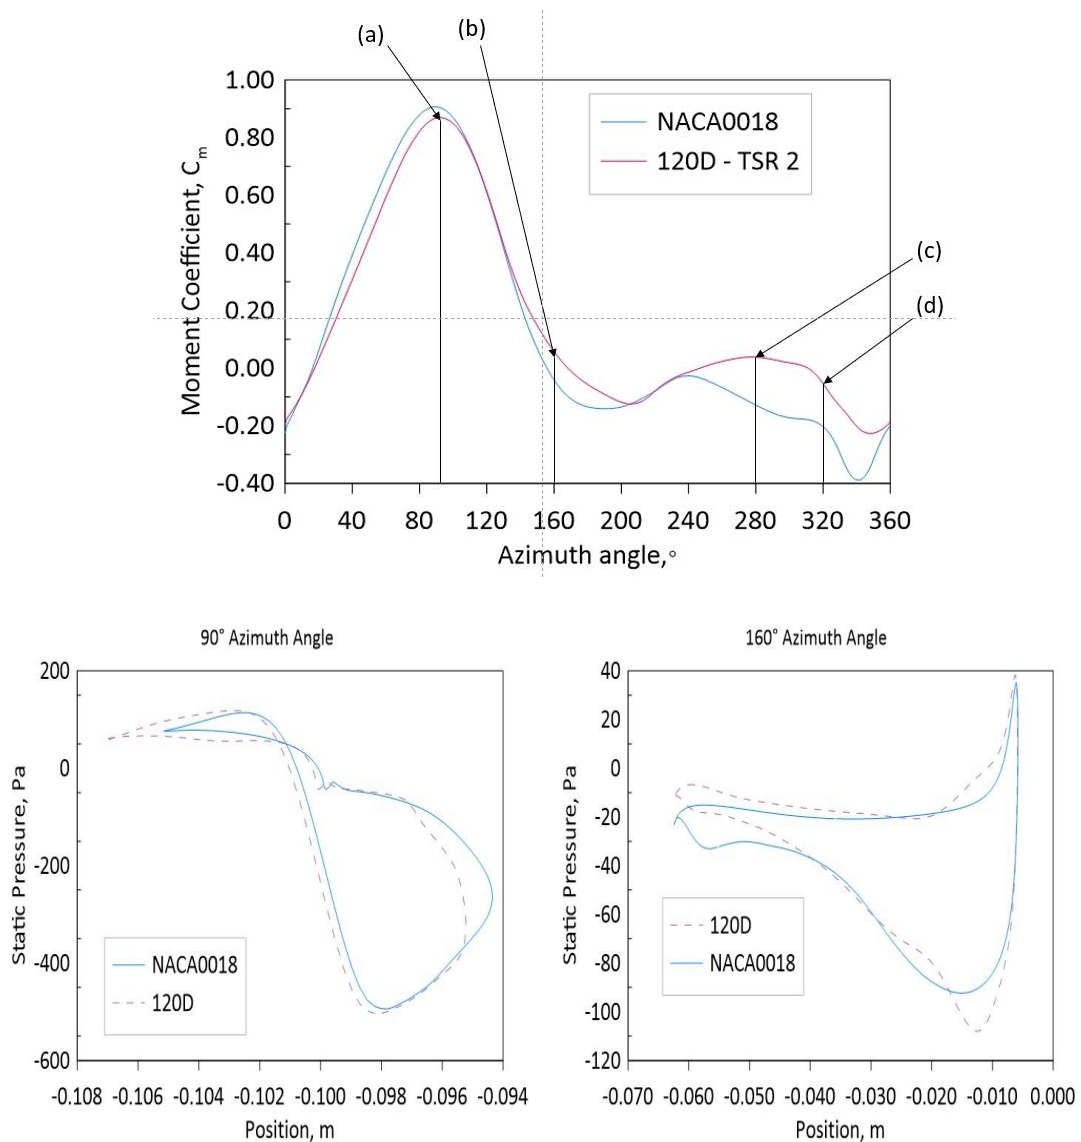 (a)
(b)
1.00
0.80
0.60
0.40
0.20
0.00
-0.20
-0.40
Moment Coefficient, Cm
NACA0018
120D - TSR 2
(c)
(d)
0 40 80 120 160 200 240 280 320 360
Azimuth angle,°
90° Azimuth Angle
200
0
-200
-400
-600
Static Pressure, Pa
NACA0018
120D
-0.108 -0.106 -0.104 -0.102 -0.100 -0.098 -0.096 -0.094
Position, m
160° Azimuth Angle
40
20
0
-20
-40
-60
-80
-100
-120
Static Pressure, Pa
120D
NACA0018
-0.070 -0.060 -0.050 -0.040 -0.030 -0.020 -0.010 0.000
Position, m